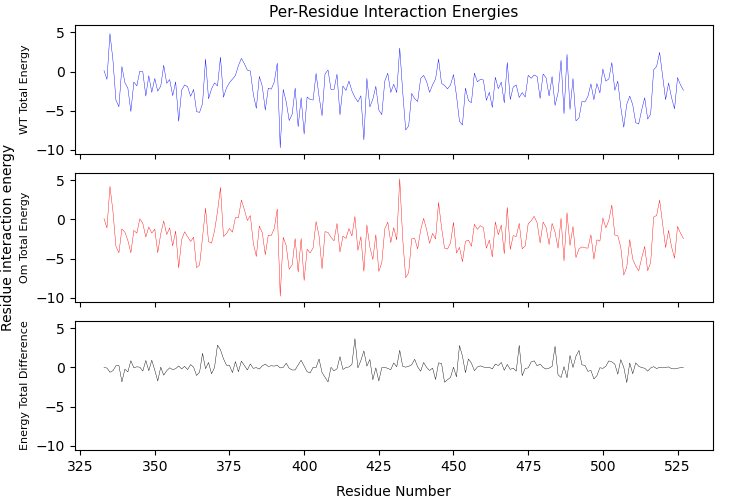 Per-Residue Interaction Energies
Residue interaction energy
WT Total Energy
5
0
−5
−10
Om Total Energy
5
0
−5
−10
Energy Total Difference
5
0
−5
−10
325 350 375 400 425 450 475 500 525
Residue Number